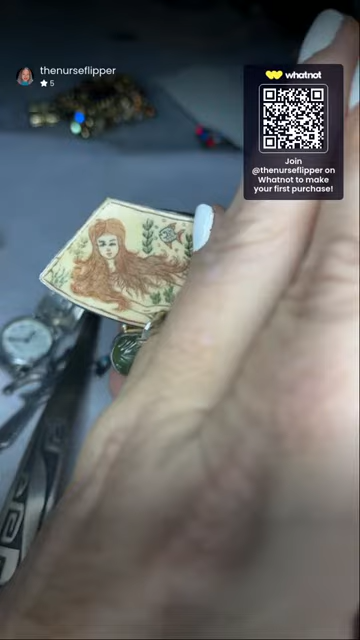 thenurseflipper
★ 5
whatnot
Join
@thenurseflipper on
Whatnot to make
your first purchase!